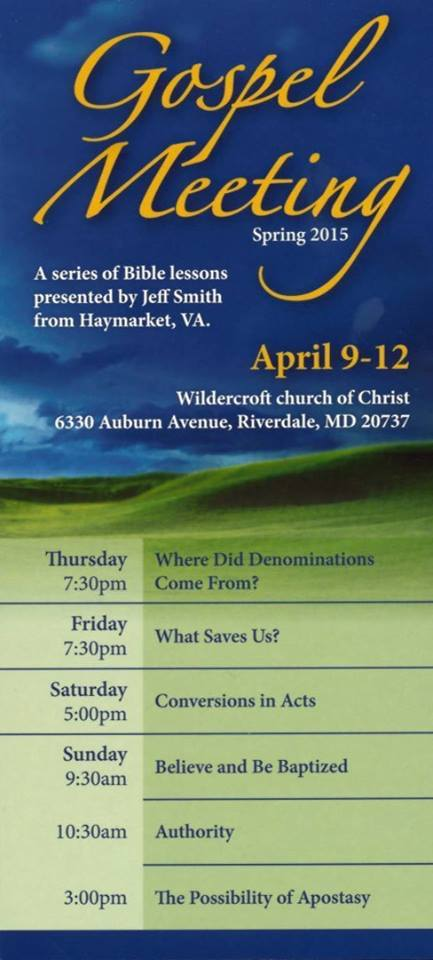 Gospel
Meeting
Spring 2015
A series of Bible lessons
presented by Jeff Smith
from Haymarket, VA.
April 9-12
Wildercroft church of Christ
6330 Auburn Avenue, Riverdale, MD 20737
Thursday
7:30pm
Where Did Denominations
Come From?
Friday
7:30pm
What Saves Us?
Saturday
5:00pm
Conversions in Acts
Sunday
9:30am
Believe and Be Baptized
10:30am
Authority
3:00pm
The Possibility of Apostasy